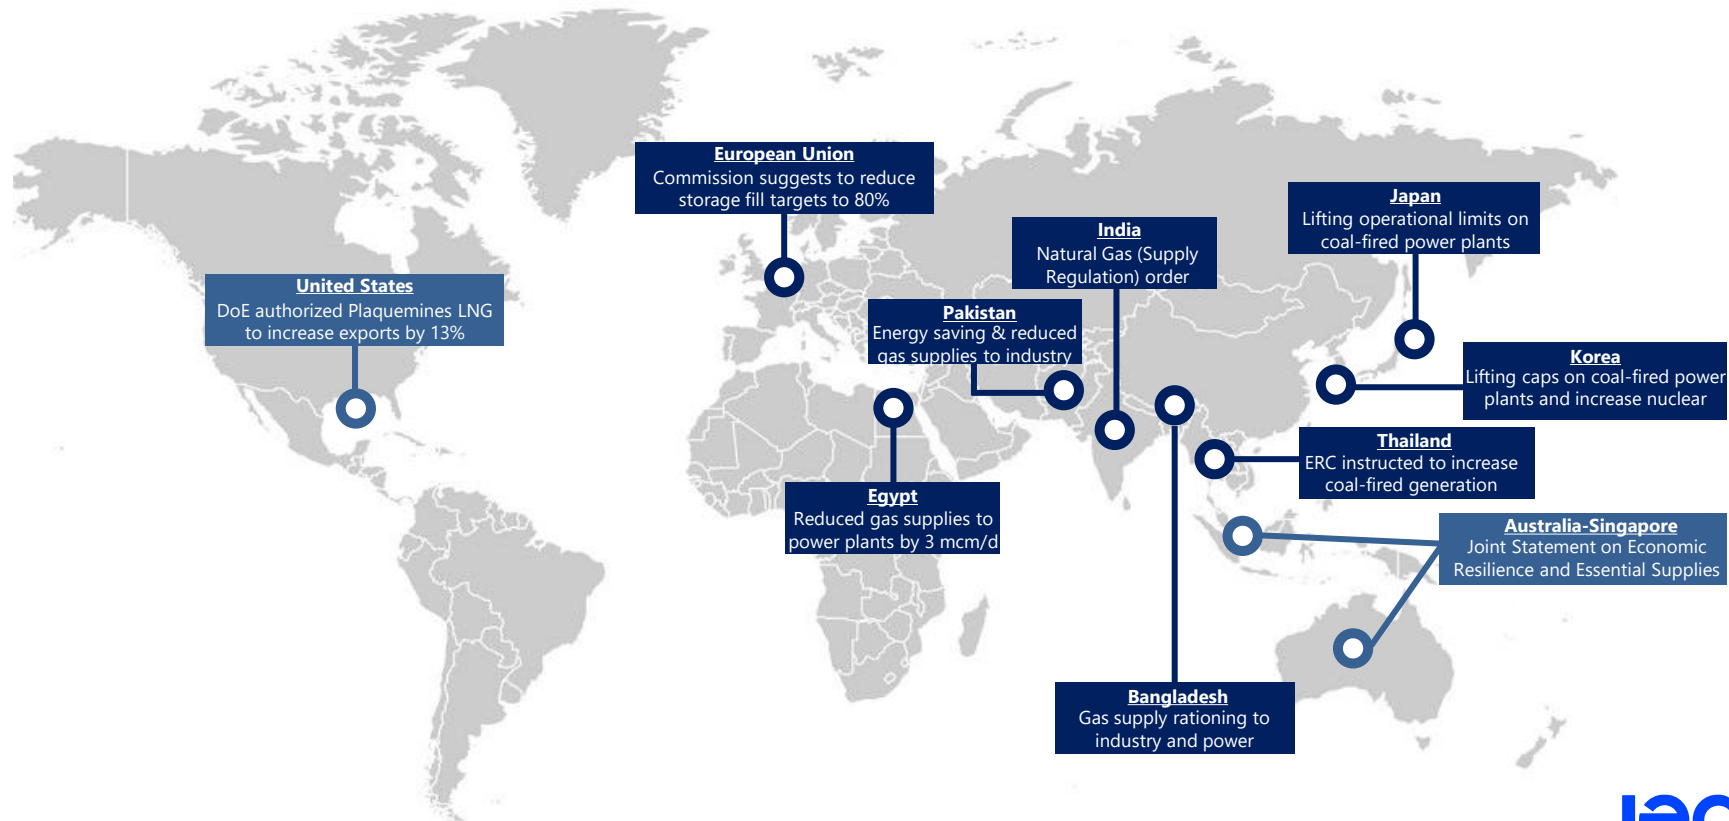 European Union
Commission suggests to reduce
storage fill targets to 80%
Japan
Lifting operational limits on
coal-fired power plants
India
Natural Gas (Supply
Regulation) order
United States
DoE authorized Plaquemines LNG
to increase exports by 13%
Pakistan
Energy saving & reduced
gas supplies to industry
Korea
Lifting caps on coal-fired power
plants and increase nuclear
Thailand
ERC instructed to increase
coal-fired generation
Egypt
Reduced gas supplies to
power plants by 3 mcm/d
Australia-Singapore
Joint Statement on Economic
Resilience and Essential Supplies
Bangladesh
Gas supply rationing to
industry and power